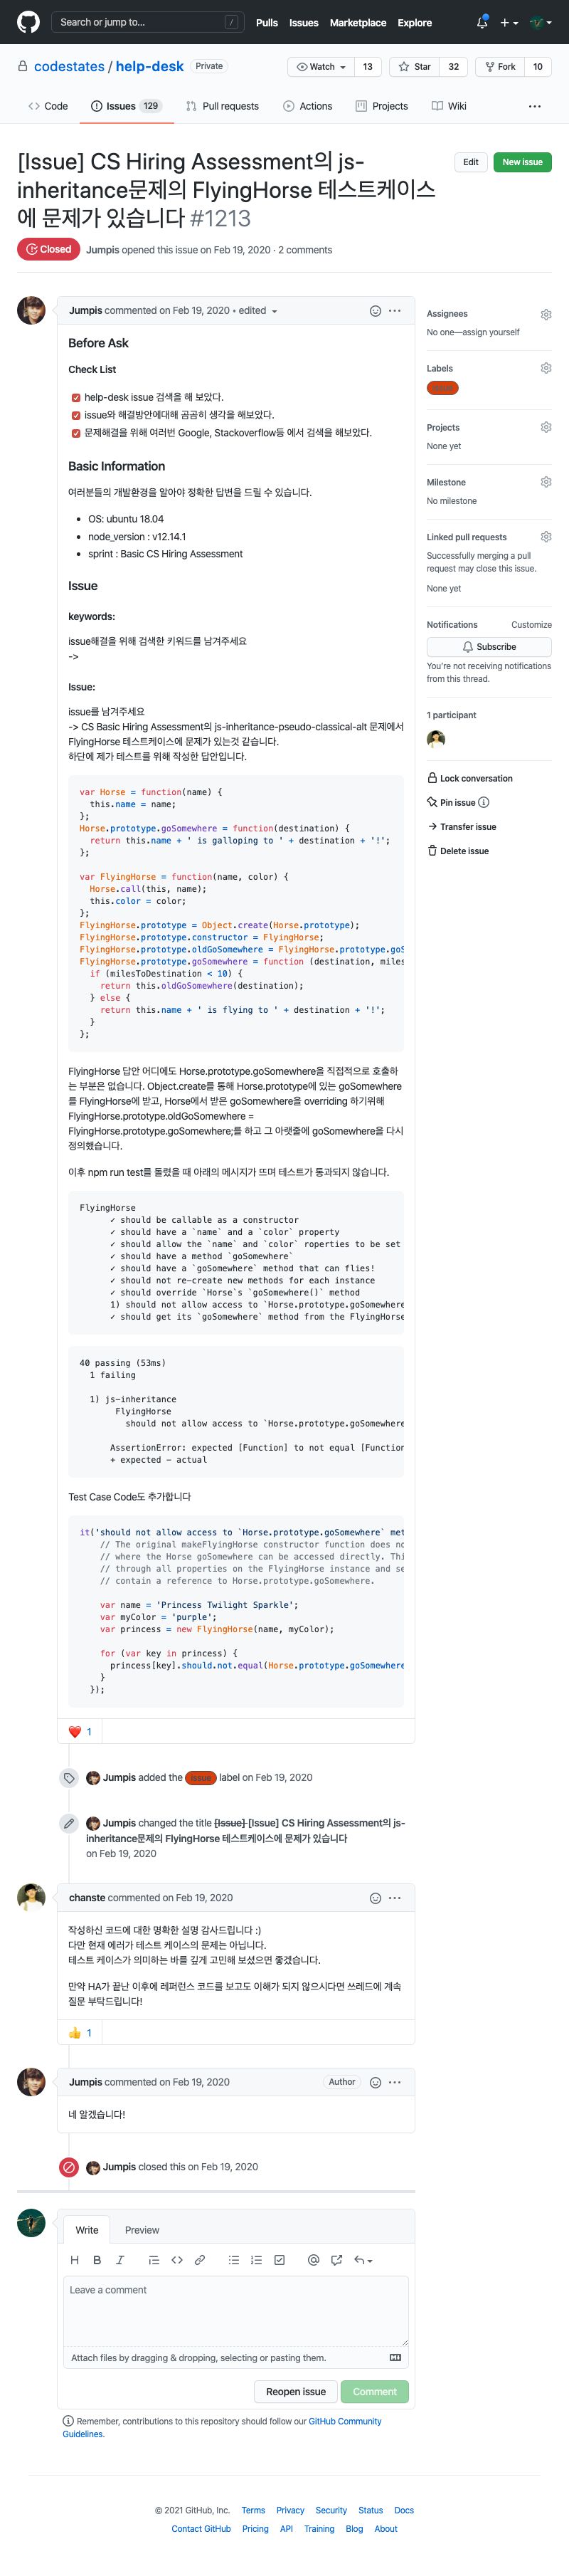 Search or jump to...
/
Pulls
Issues
Marketplace
Explore
codestates / help-desk
Private
Watch
13
Star
32
Fork
10
Code
Issues
129
Pull requests
Actions
Projects
Wiki
[Issue] CS Hiring Assessment의 js-
inheritance문제의 FlyingHorse 테스트케이스
에 문제가 있습니다 #1213
Edit
New issue
Closed
Jumpis opened this issue on Feb 19, 2020 · 2 comments
Jumpis commented on Feb 19, 2020 • edited
Before Ask
Check List
help-desk issue 검색을 해 보았다.
issue와 해결방안에대해 곰곰히 생각을 해보았다.
문제해결을 위해 여러번 Google, Stackoverflow등 에서 검색을 해보았다.
Basic Information
여러분들의 개발환경을 알아야 정확한 답변을 드릴 수 있습니다.
• OS: ubuntu 18.04
• node_version : v12.14.1
• sprint : Basic CS Hiring Assessment
Issue
keywords:
issue해결을 위해 검색한 키워드를 남겨주세요
->
Issue:
issue를 남겨주세요
-> CS Basic Hiring Assessment의 js-inheritance-pseudo-classical-alt 문제에서
FlyingHorse 테스트케이스에 문제가 있는것 같습니다.
하단에 제가 테스트를 위해 작성한 답안입니다.
var Horse = function(name) {
  this.name = name;
};
Horse.prototype.goSomewhere = function(destination) {
  return this.name + ' is galloping to ' + destination + '!';
};
var FlyingHorse = function(name, color) {
  Horse.call(this, name);
  this.color = color;
};
FlyingHorse.prototype = Object.create(Horse.prototype);
FlyingHorse.prototype.constructor = FlyingHorse;
FlyingHorse.prototype.oldGoSomewhere = FlyingHorse.prototype.goS
FlyingHorse.prototype.goSomewhere = function (destination, miles
  if (milesToDestination < 10) {
    return this.oldGoSomewhere(destination);
  } else {
    return this.name + ' is flying to ' + destination + '!';
  }
};
FlyingHorse 답안 어디에도 Horse.prototype.goSomewhere을 직접적으로 호출하
는 부분은 없습니다. Object.create를 통해 Horse.prototype에 있는 goSomewhere
를 FlyingHorse에 받고, Horse에서 받은 goSomewhere을 overriding 하기위해
FlyingHorse.prototype.oldGoSomewhere =
FlyingHorse.prototype.goSomewhere;를 하고 그 아랫줄에 goSomewhere을 다시
정의했습니다.
이후 npm run test를 돌렸을 때 아래의 메시지가 뜨며 테스트가 통과되지 않습니다.
FlyingHorse
✓ should be callable as a constructor
✓ should have a `name` and a `color` property
✓ should allow the `name` and `color` roperties to be set
✓ should have a method `goSomewhere`
✓ should have a `goSomewhere` method that can flies!
✓ should not re-create new methods for each instance
✓ should override `Horse`s `goSomewhere()` method
1) should not allow access to `Horse.prototype.goSomewhere
✓ should get its `goSomewhere` method from the FlyingHorse
40 passing (53ms)
1 failing
1) js-inheritance
FlyingHorse
should not allow access to `Horse.prototype.goSomewhere
AssertionError: expected [Function] to not equal [Function
+ expected - actual
Test Case Code도 추가합니다
it('should not allow access to `Horse.prototype.goSomewhere` met
// The original makeFlyingHorse constructor function does no
// where the Horse goSomewhere can be accessed directly. Thi
// through all properties on the FlyingHorse instance and se
// contain a reference to Horse.prototype.goSomewhere.
var name = 'Princess Twilight Sparkle';
var myColor = 'purple';
var princess = new FlyingHorse(name, myColor);
for (var key in princess) {
princess[key].should.not.equal(Horse.prototype.goSomewhere
}
});
1
Jumpis added the issue label on Feb 19, 2020
Jumpis changed the title [Issue] [Issue] CS Hiring Assessment의 js-
inheritance문제의 FlyingHorse 테스트케이스에 문제가 있습니다
on Feb 19, 2020
chanste commented on Feb 19, 2020
작성하신 코드에 대한 명확한 설명 감사드립니다 :)
다만 현재 에러가 테스트 케이스의 문제는 아닙니다.
테스트 케이스가 의미하는 바를 깊게 고민해 보셨으면 좋겠습니다.
만약 HA가 끝난 이후에 레퍼런스 코드를 보고도 이해가 되지 않으시다면 쓰레드에 계속
질문 부탁드립니다!
1
Jumpis commented on Feb 19, 2020
Author
네 알겠습니다!
Jumpis closed this on Feb 19, 2020
Write
Preview
Leave a comment
Attach files by dragging & dropping, selecting or pasting them.
Reopen issue
Comment
Remember, contributions to this repository should follow our GitHub Community
Guidelines.
Assignees
No one—assign yourself
Labels
issue
Projects
None yet
Milestone
No milestone
Linked pull requests
Successfully merging a pull
request may close this issue.
None yet
Notifications
Customize
Subscribe
You're not receiving notifications
from this thread.
1 participant
Lock conversation
Pin issue
Transfer issue
Delete issue
© 2021 GitHub, Inc.
Terms
Privacy
Security
Status
Docs
Contact GitHub
Pricing
API
Training
Blog
About